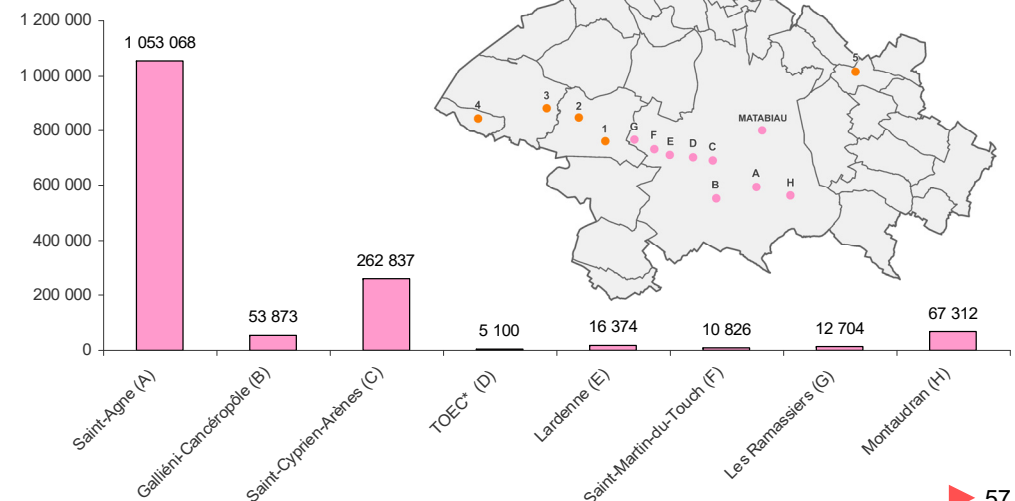 1 200 000
1 000 000
800 000
600 000
400 000
200 000
0
1 053 068
53 873
262 837
5 100
16 374
10 826
12 704
67 312
Saint-Agne (A)
Galliéni-Cancéropôle (B)
Saint-Cyprien-Arènes (C)
TOEC* (D)
Lardenne (E)
Saint-Martin-du-Touch (F)
Les Ramassiers (G)
Montaudran (H)
5
4
3
2
1
G
F
E
D
C
MATABIAU
B
A
H
57